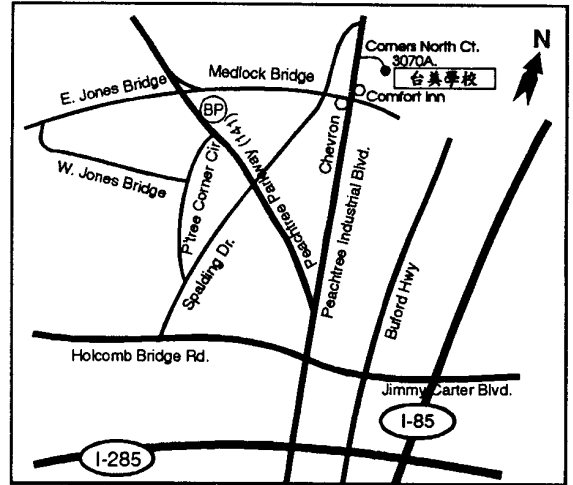 Corners North Ct.
3070A.
台英學校
N
Medlock Bridge
Comfort Inn
E. Jones Bridge
BP
W. Jones Bridge
P'tree Corner Cir.
Peachtree Parkway (141)
Chevron
Peachtree Industrial Blvd.
Spalding Dr.
Buford Hwy
Holcomb Bridge Rd.
Jimmy Carter Blvd.
I-85
I-285